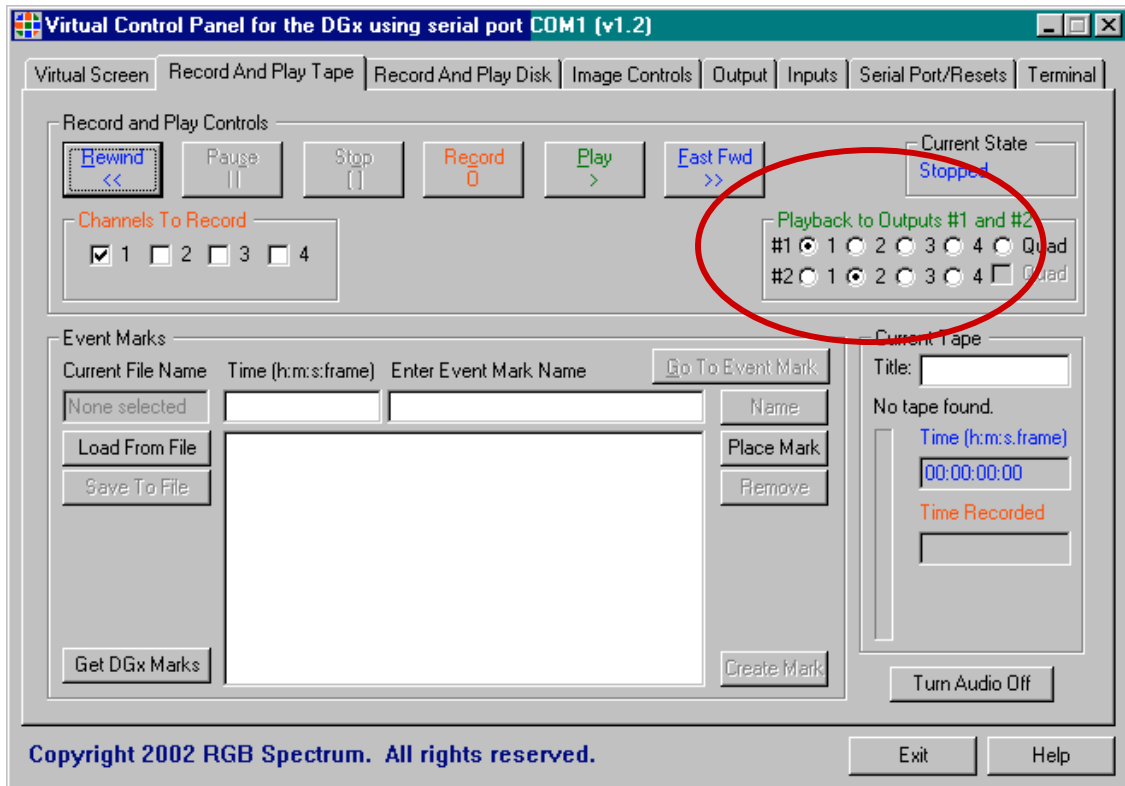 Virtual Control Panel for the DGx using serial port COM1 (v1.2)
Virtual Screen Record And Play Tape Record And Play Disk Image Controls Output Inputs Serial Port/Resets Terminal
Record and Play Controls
Rewind Pause Stop Record Play Fast Fwd
<< || [] 0 > >>
Current State
Stopped
Channels To Record
1 2 3 4
Playback to Outputs #1 and #2
#1 1 2 3 4 Quad
#2 1 2 3 4 Quad
Event Marks
Current File Name Time (h:m:s:frame) Enter Event Mark Name Go To Event Mark
None selected Name
Load From File Place Mark
Save To File Remove
Get DGx Marks Create Mark
Current Tape
Title:
No tape found.
Time (h:m:s.frame)
00:00:00:00
Time Recorded
Turn Audio Off
Copyright 2002 RGB Spectrum. All rights reserved. Exit Help